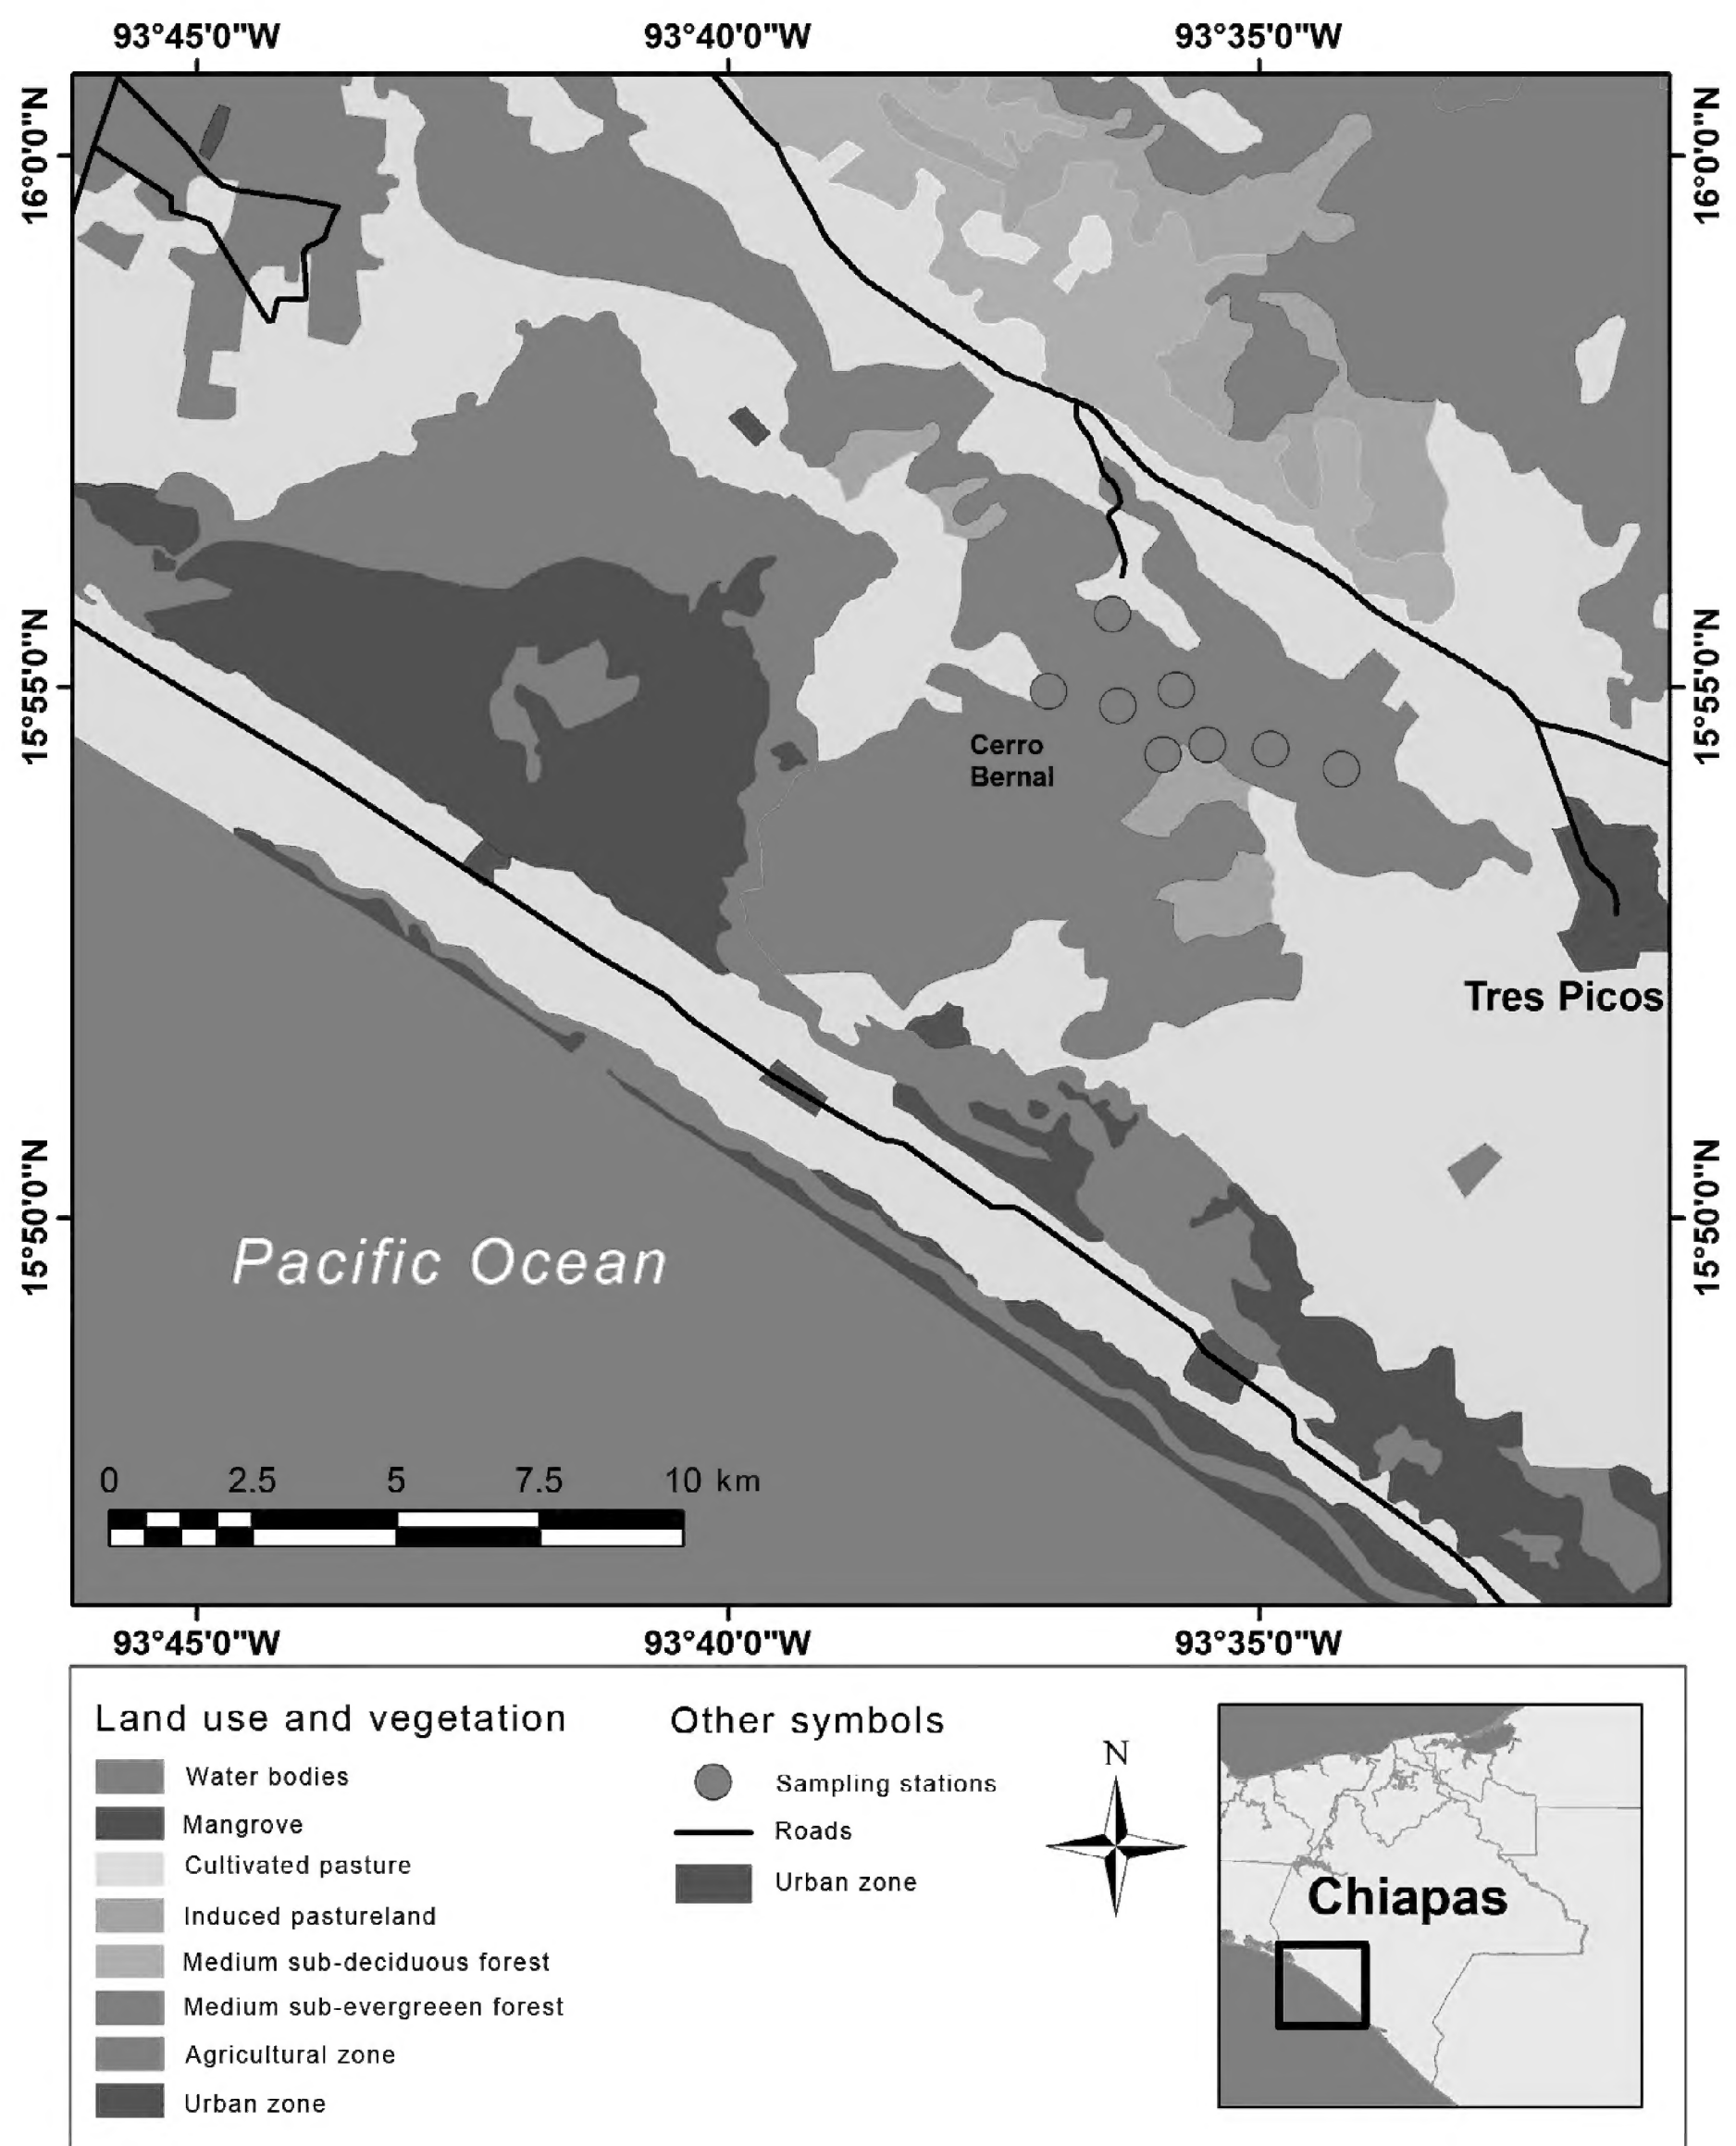 93°45'0"W 93°40'0"W 93°35'0"W
16°0'0"N
16°0'0"N
15°55'0"N
15°55'0"N
Cerro
Bernal
Tres Picos
15°50'0"N
15°50'0"N
Pacific Ocean
0 2.5 5 7.5 10 km
93°45'0"W 93°40'0"W 93°35'0"W
Land use and vegetation
Water bodies
Mangrove
Cultivated pasture
Induced pastureland
Medium sub-deciduous forest
Medium sub-evergreeen forest
Agricultural zone
Urban zone
Other symbols
Sampling stations
Roads
Urban zone
N
Chiapas